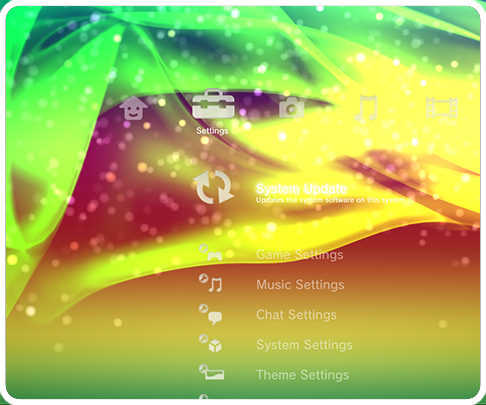 Settings
System Update
Updates the system software on this system.
Game Settings
Music Settings
Chat Settings
System Settings
Theme Settings